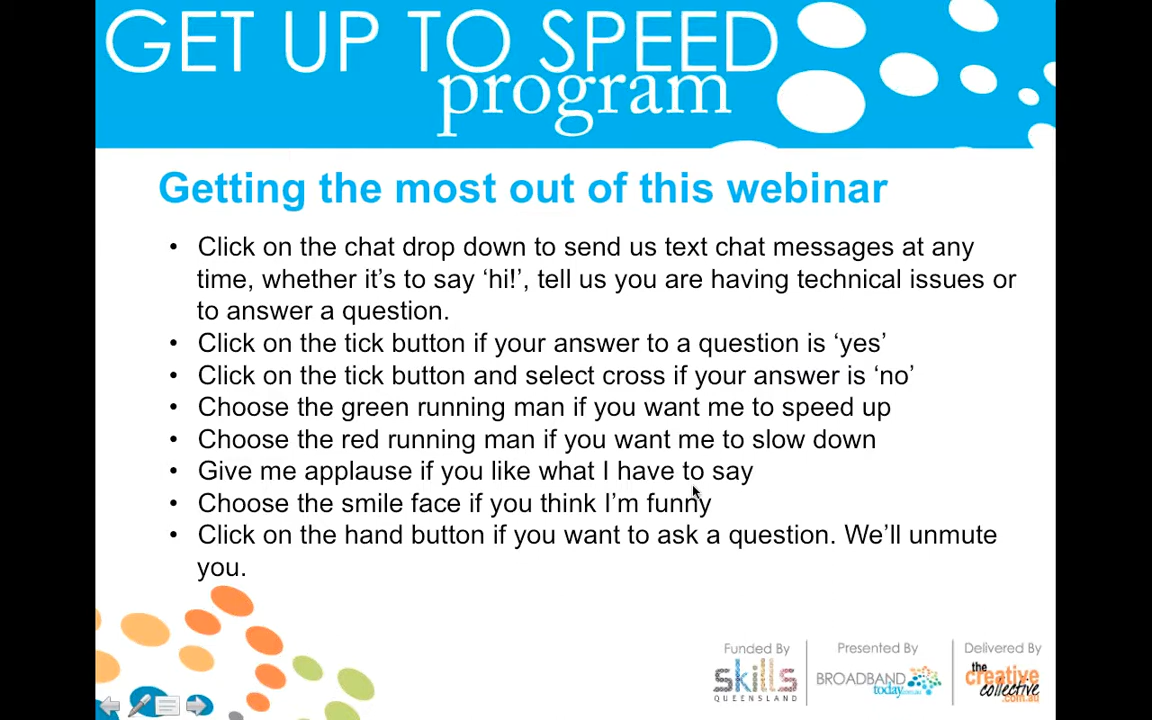 GET UP TO SPEED
program
Getting the most out of this webinar
• Click on the chat drop down to send us text chat messages at any
time, whether it’s to say ‘hi!’, tell us you are having technical issues or
to answer a question.
• Click on the tick button if your answer to a question is ‘yes’
• Click on the tick button and select cross if your answer is ‘no’
• Choose the green running man if you want me to speed up
• Choose the red running man if you want me to slow down
• Give me applause if you like what I have to say
• Choose the smile face if you think I’m funny
• Click on the hand button if you want to ask a question. We’ll unmute
you.
Funded By
skills
QUEENSLAND
Presented By
BROADBAND
today.com.au
Delivered By
the
creative
collective
.com.au